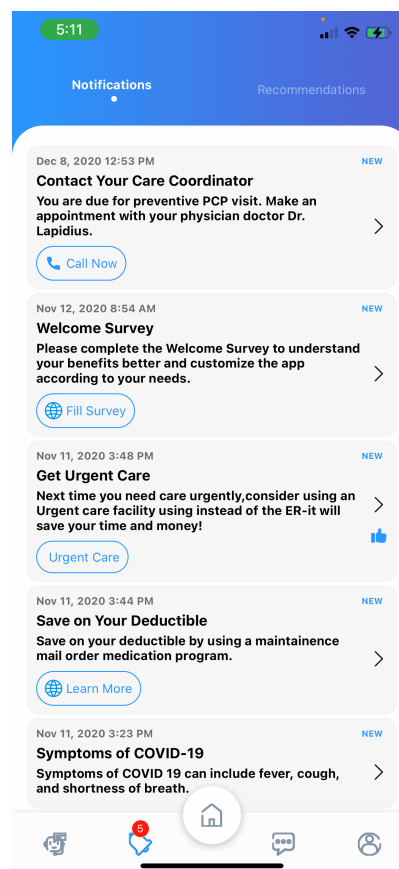 5:11
Notifications
Recommendations
Dec 8, 2020 12:53 PM
NEW
Contact Your Care Coordinator
You are due for preventive PCP visit. Make an
appointment with your physician doctor Dr.
Lapidius.
Call Now
Nov 12, 2020 8:54 AM
NEW
Welcome Survey
Please complete the Welcome Survey to understand
your benefits better and customize the app
according to your needs.
Fill Survey
Nov 11, 2020 3:48 PM
NEW
Get Urgent Care
Next time you need care urgently,consider using an
Urgent care facility using instead of the ER-it will
save your time and money!
Urgent Care
Nov 11, 2020 3:44 PM
NEW
Save on Your Deductible
Save on your deductible by using a maintainence
mail order medication program.
Learn More
Nov 11, 2020 3:23 PM
NEW
Symptoms of COVID-19
Symptoms of COVID 19 can include fever, cough,
and shortness of breath.
5